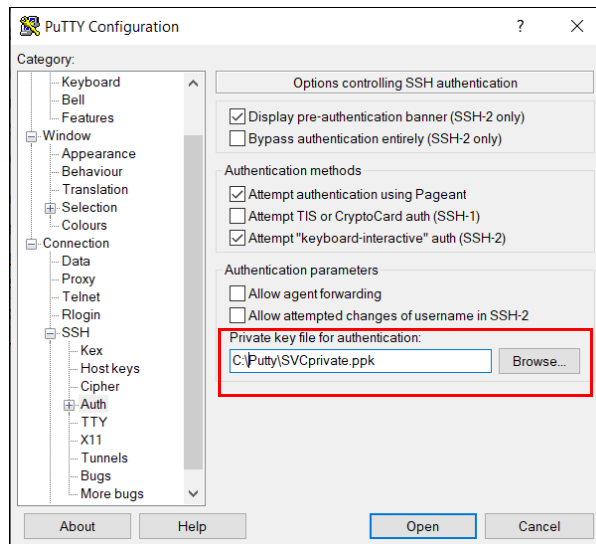 PuTTY Configuration
?
Category:
Keyboard
Bell
Features
Window
Appearance
Behaviour
Translation
Selection
Colours
Connection
Data
Proxy
Telnet
Rlogin
SSH
Kex
Host keys
Cipher
Auth
TTY
X11
Tunnels
Bugs
More bugs
Options controlling SSH authentication
Display pre-authentication banner (SSH-2 only)
Bypass authentication entirely (SSH-2 only)
Authentication methods
Attempt authentication using Pageant
Attempt TIS or CryptoCard auth (SSH-1)
Attempt "keyboard-interactive" auth (SSH-2)
Authentication parameters
Allow agent forwarding
Allow attempted changes of username in SSH-2
Private key file for authentication:
C:\Putty\SVCprivate.ppk
Browse...
About
Help
Open
Cancel